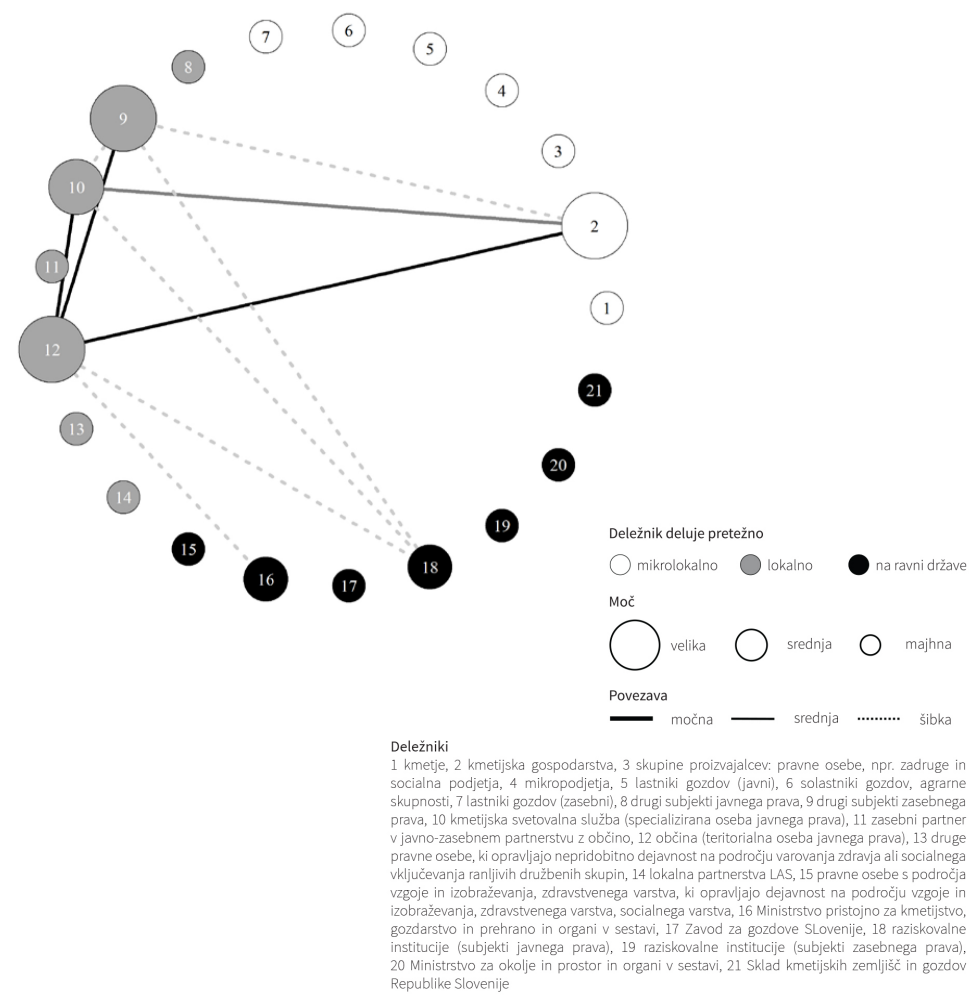 7
6
5
8
4
9
3
10
2
11
1
12
21
13
20
14
19
15
18
16
17
Deležnik deluje pretežno
mikrolokalno
lokalno
na ravni države
Moč
velika
srednja
majhna
Povezava
močna
srednja
šibka
Deležniki
1 kmetje, 2 kmetijska gospodarstva, 3 skupine proizvajalcev: pravne osebe, npr. zadruge in
socialna podjetja, 4 mikropodjetja, 5 lastniki gozdov (javni), 6 solastniki gozdov, agrarne
skupnosti, 7 lastniki gozdov (zasebni), 8 drugi subjekti javnega prava, 9 drugi subjekti zasebnega
prava, 10 kmetijska svetovalna služba (specializirana oseba javnega prava), 11 zasebni partner
v javno-zasebnem partnerstvu z občino, 12 občina (teritorialna oseba javnega prava), 13 druge
pravne osebe, ki opravljajo nepridobitno dejavnost na področju varovanja zdravja ali socialnega
vključevanja ranljivih družbenih skupin, 14 lokalna partnerstva LAS, 15 pravne osebe s področja
vzgoje in izobraževanja, zdravstvenega varstva, ki opravljajo dejavnost na področju vzgoje in
izobraževanja, zdravstvenega varstva, socialnega varstva, 16 Ministrstvo pristojno za kmetijstvo,
gozdarstvo in prehrano in organi v sestavi, 17 Zavod za gozdove SLovenije, 18 raziskovalne
institucije (subjekti javnega prava), 19 raziskovalne institucije (subjekti zasebnega prava),
20 Ministrstvo za okolje in prostor in organi v sestavi, 21 Sklad kmetijskih zemljišč in gozdov
Republike Slovenije